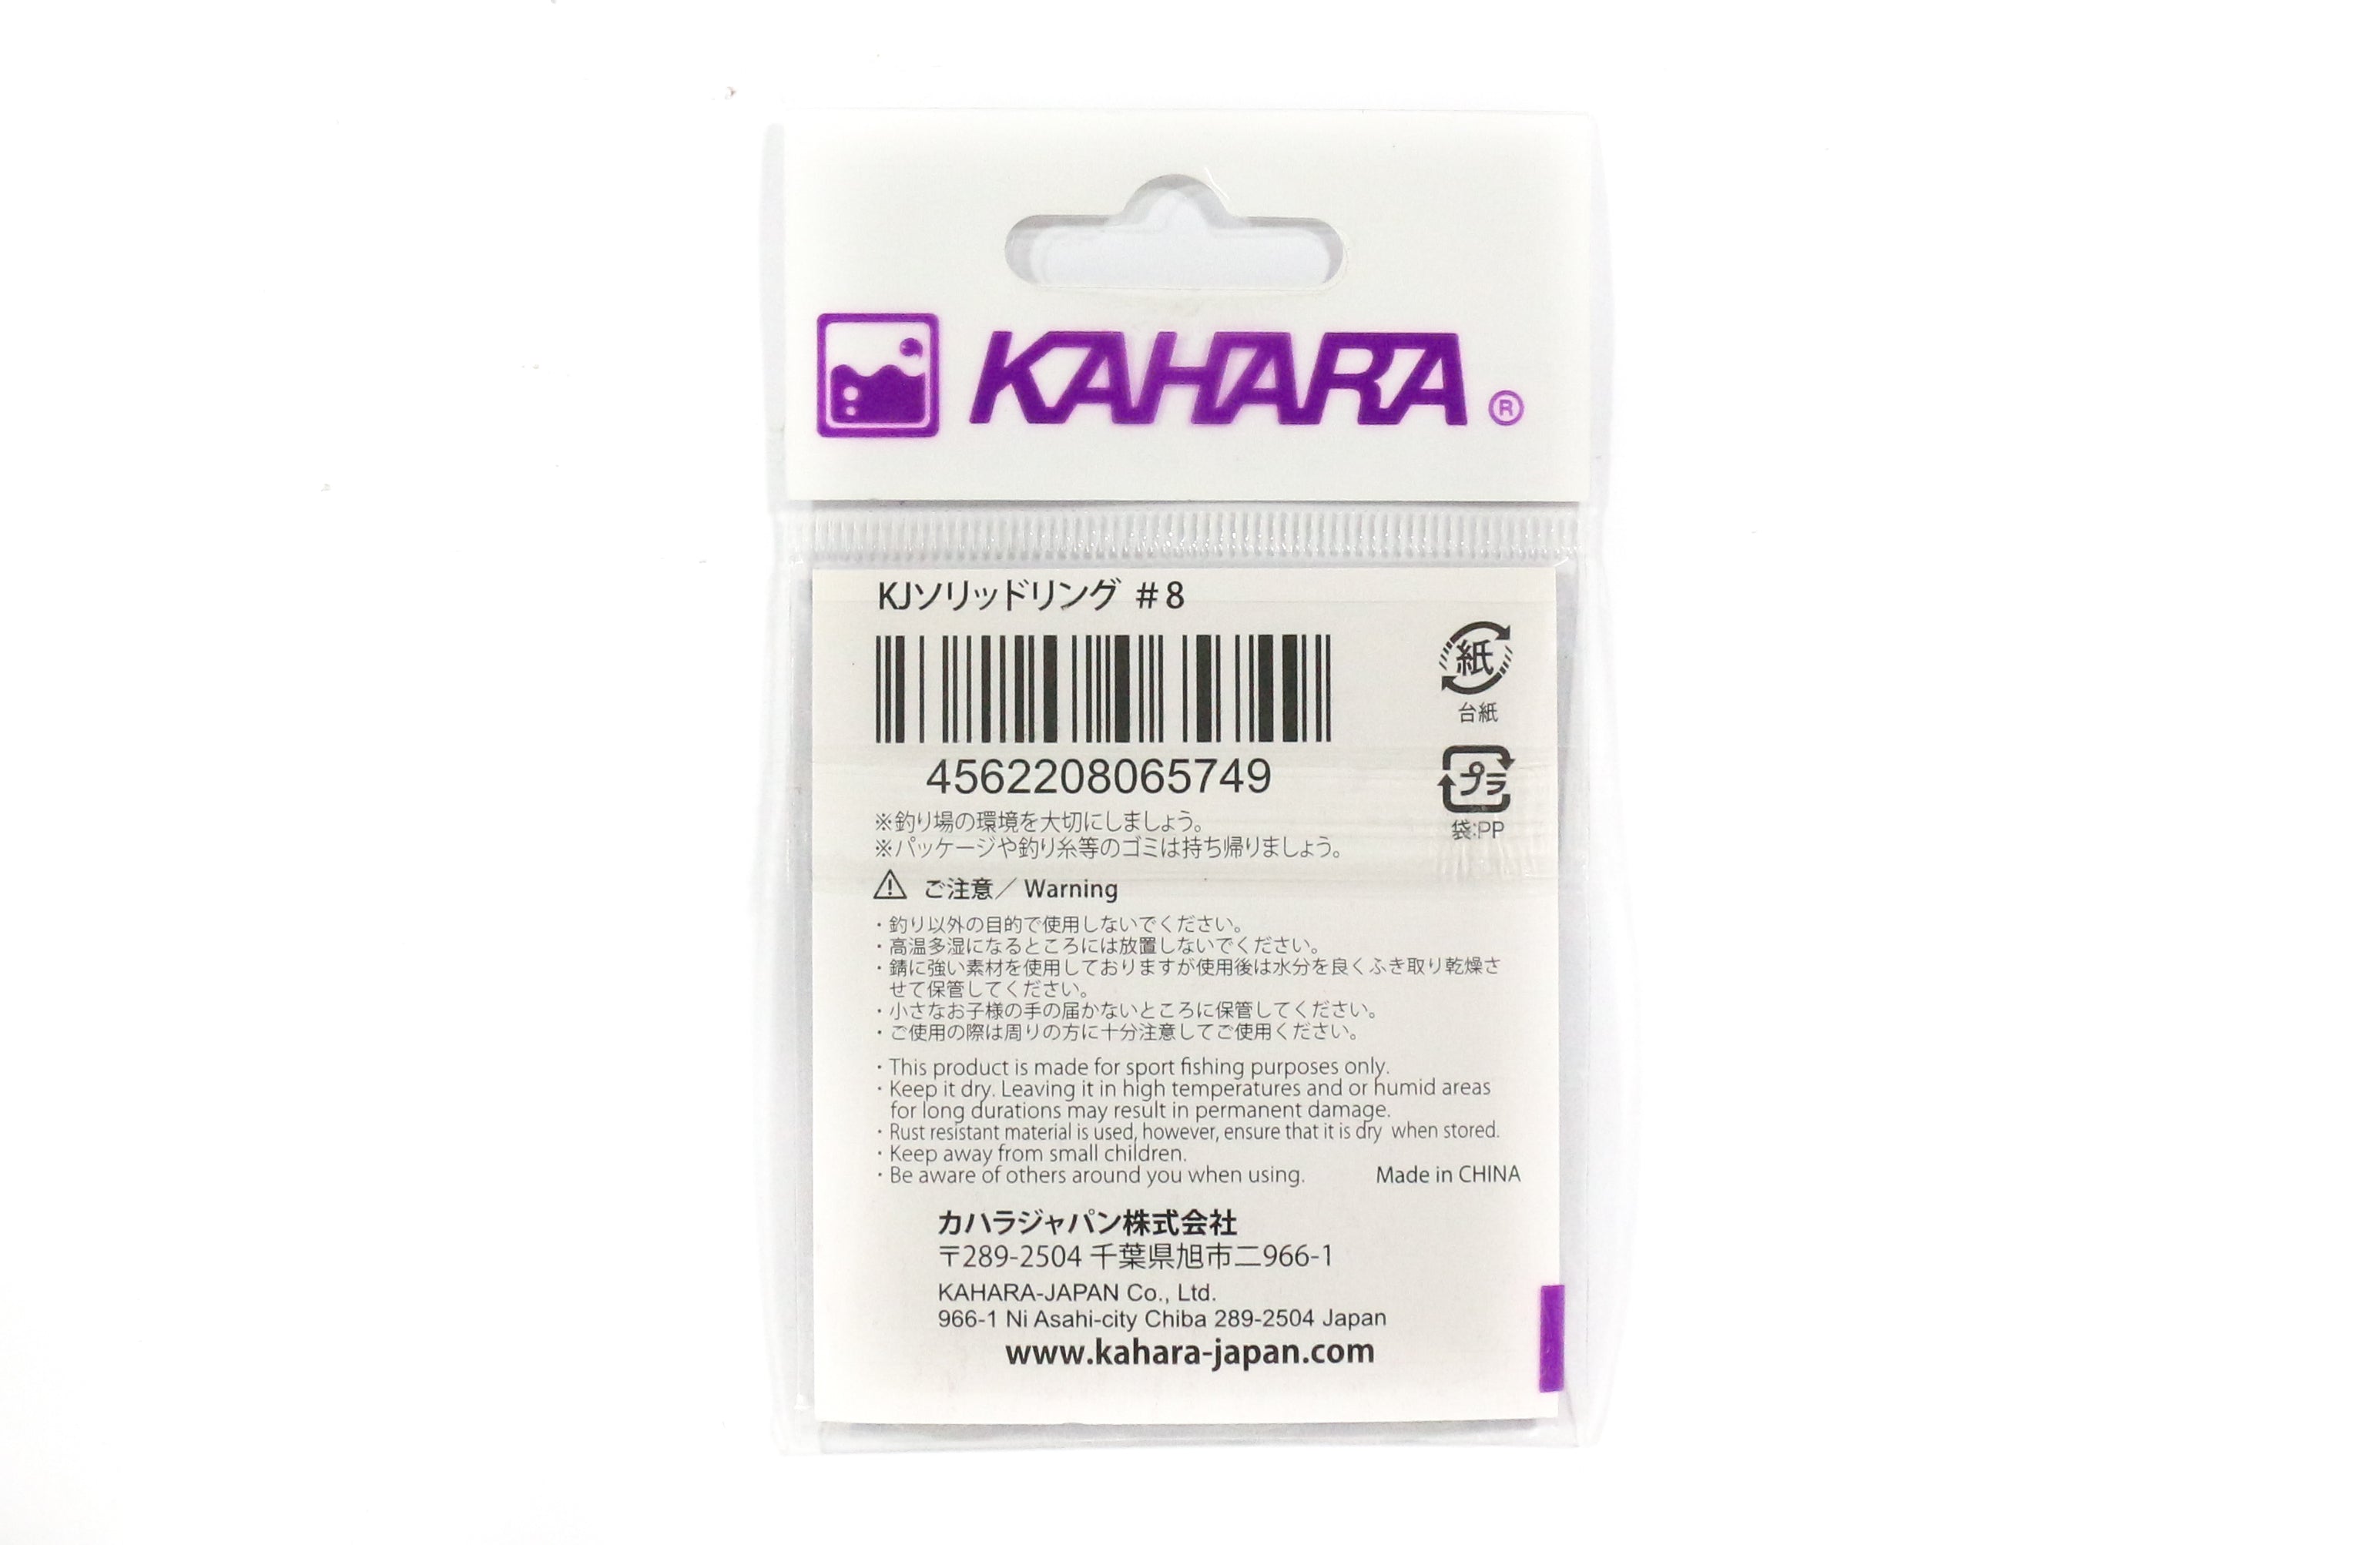 KAHARA®
KJソリッドリング #8
紙
台紙
4562208065749
プラ
袋:PP
※釣り場の環境を大切にしましょう。
※パッケージや釣り糸等のゴミは持ち帰りましょう。
ご注意/ Warning
・釣り以外の目的で使用しないでください。
・高温多湿になるところには放置しないでください。
・錆に強い素材を使用しておりますが使用後は水分を良くふき取り乾燥さ
せて保管してください。
・小さなお子様の手の届かないところに保管してください。
・ご使用の際は周りの方に十分注意してご使用ください。
・This product is made for sport fishing purposes only.
・Keep it dry. Leaving it in high temperatures and or humid areas
for long durations may result in permanent damage.
・Rust resistant material is used, however, ensure that it is dry when stored.
・Keep away from small children.
・Be aware of others around you when using. Made in CHINA
カハラジャパン株式会社
〒289-2504 千葉県旭市二966-1
KAHARA-JAPAN Co., Ltd.
966-1 Ni Asahi-city Chiba 289-2504 Japan
www.kahara-japan.com